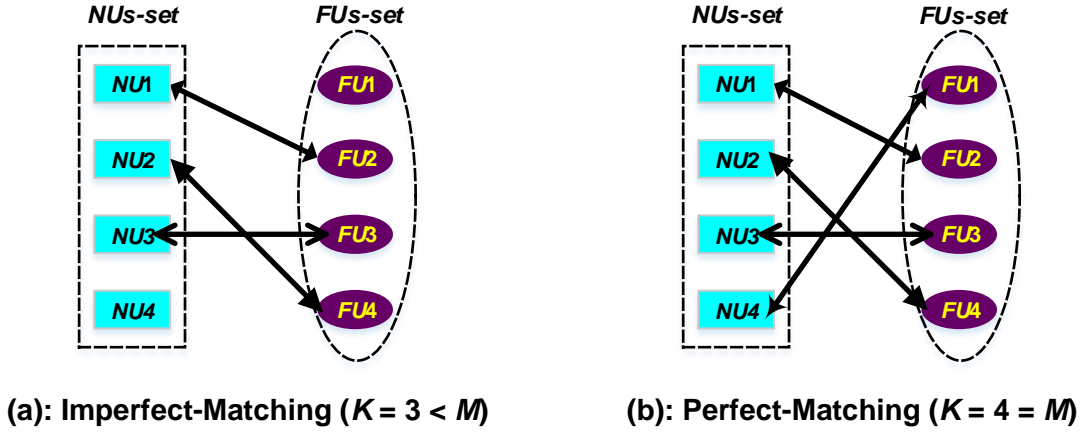 NUs-set
FUs-set
NU1
FU1
NU2
FU2
NU3
FU3
NU4
FU4
(a): Imperfect-Matching (K = 3 < M)
NUs-set
FUs-set
NU1
FU1
NU2
FU2
NU3
FU3
NU4
FU4
(b): Perfect-Matching (K = 4 = M)